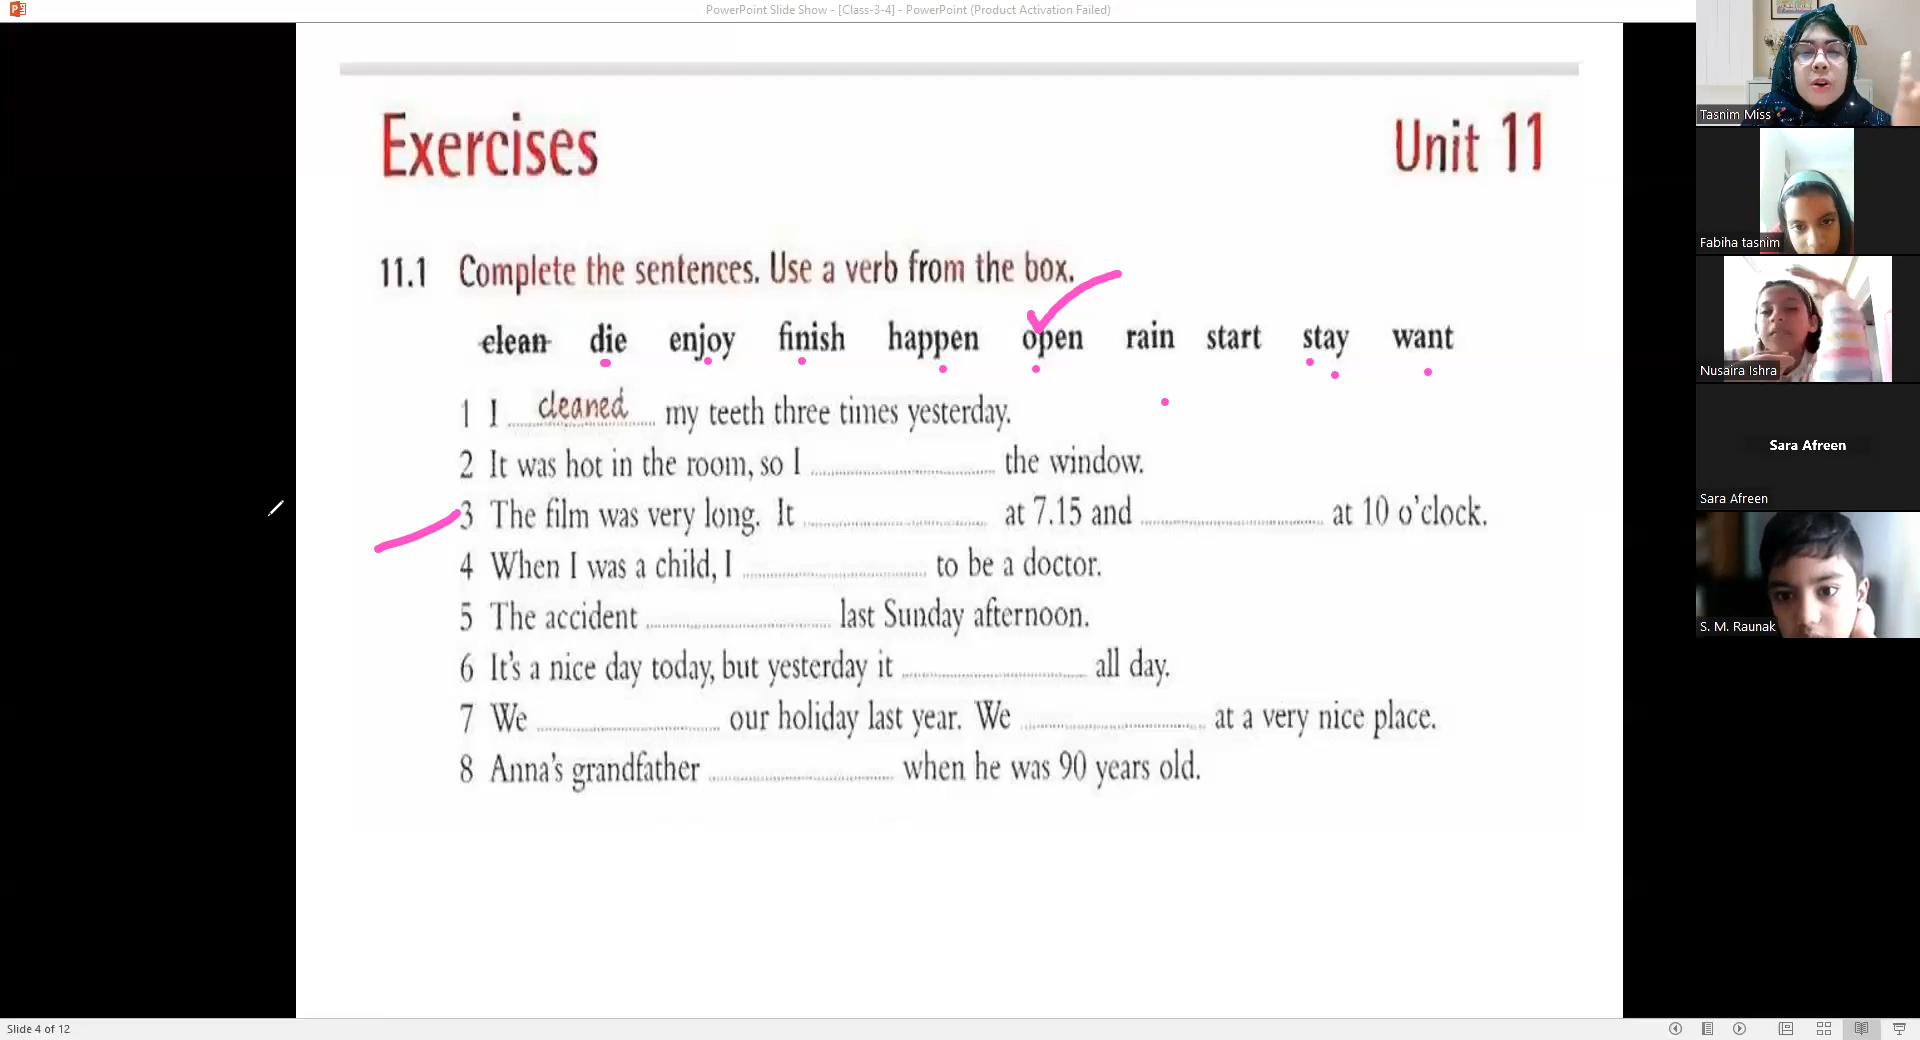 PowerPoint Slide Show - [Class-3-4] - PowerPoint (Product Activation Failed)
Exercises
Unit 11
11.1 Complete the sentences. Use a verb from the box.
clean die enjoy finish happen open rain start stay want
1 I cleaned my teeth three times yesterday.
2 It was hot in the room, so I .................... the window.
3 The film was very long. It .................... at 7.15 and .................... at 10 o'clock.
4 When I was a child, I .................... to be a doctor.
5 The accident .................... last Sunday afternoon.
6 It's a nice day today, but yesterday it .................... all day.
7 We .................... our holiday last year. We .................... at a very nice place.
8 Anna's grandfather .................... when he was 90 years old.
Tasnim Miss
Fabiha tasnim
Nusaira Ishra
Sara Afreen
Sara Afreen
S. M. Raunak
Slide 4 of 12